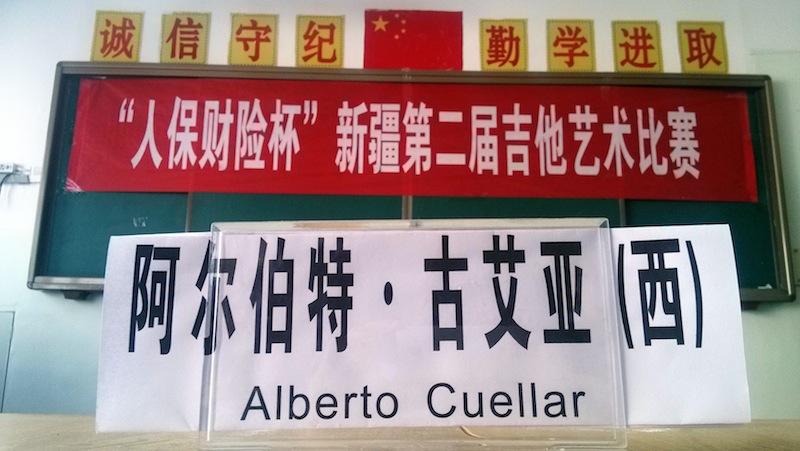 诚信守纪 勤学进取
“人保财险杯”新疆第二届吉他艺术比赛
阿尔伯特·古艾亚(西)
Alberto Cuellar